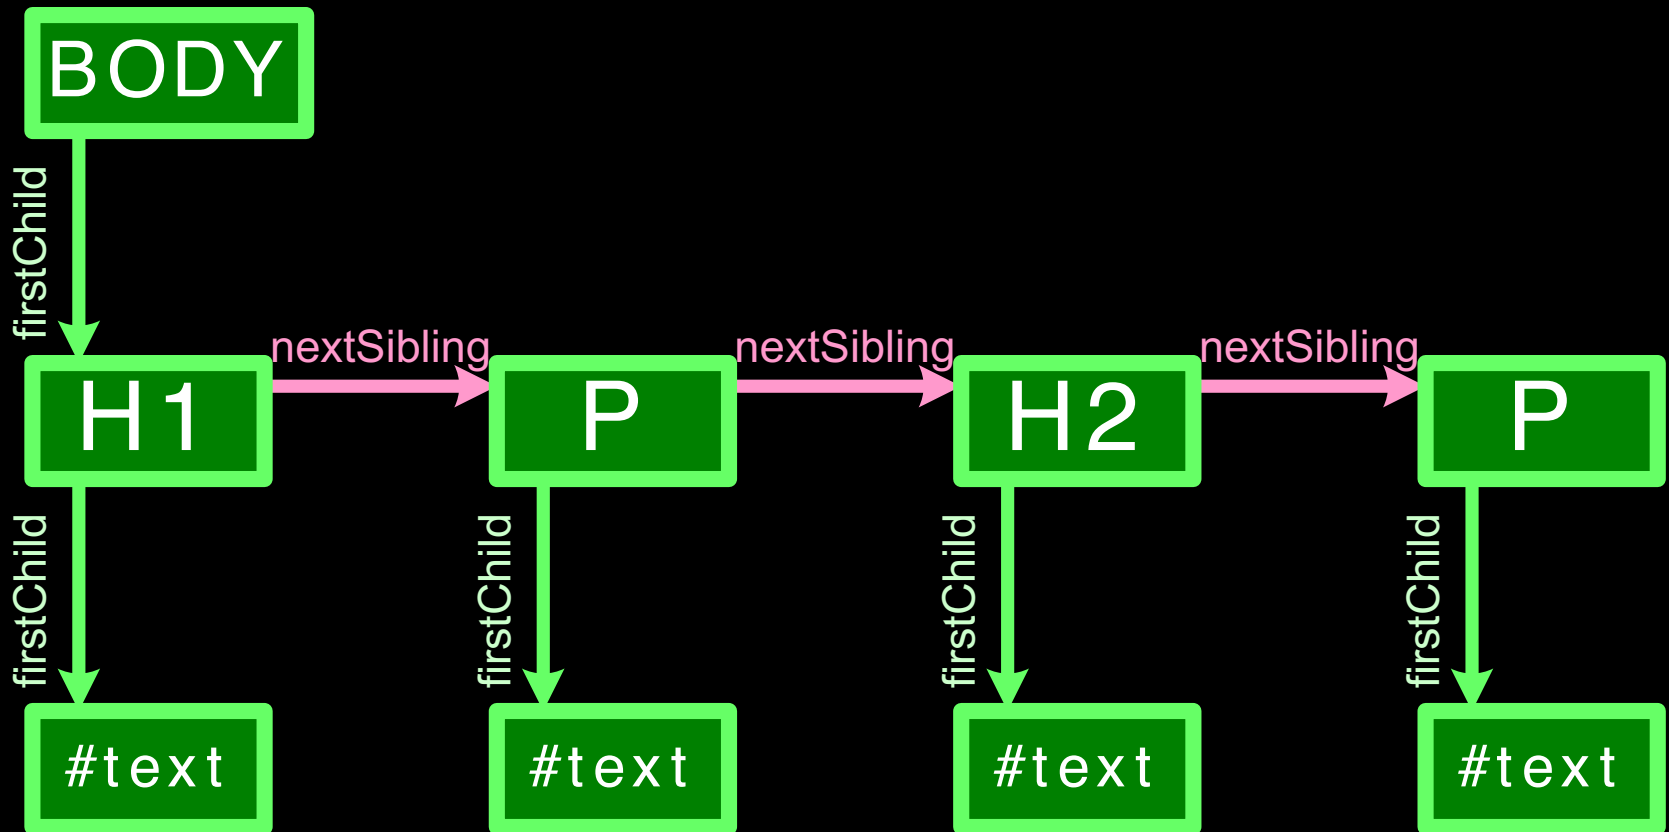 BODY
firstChild
nextSibling nextSibling nextSibling
H1 P H2 P
firstChild firstChild firstChild firstChild
#text #text #text #text